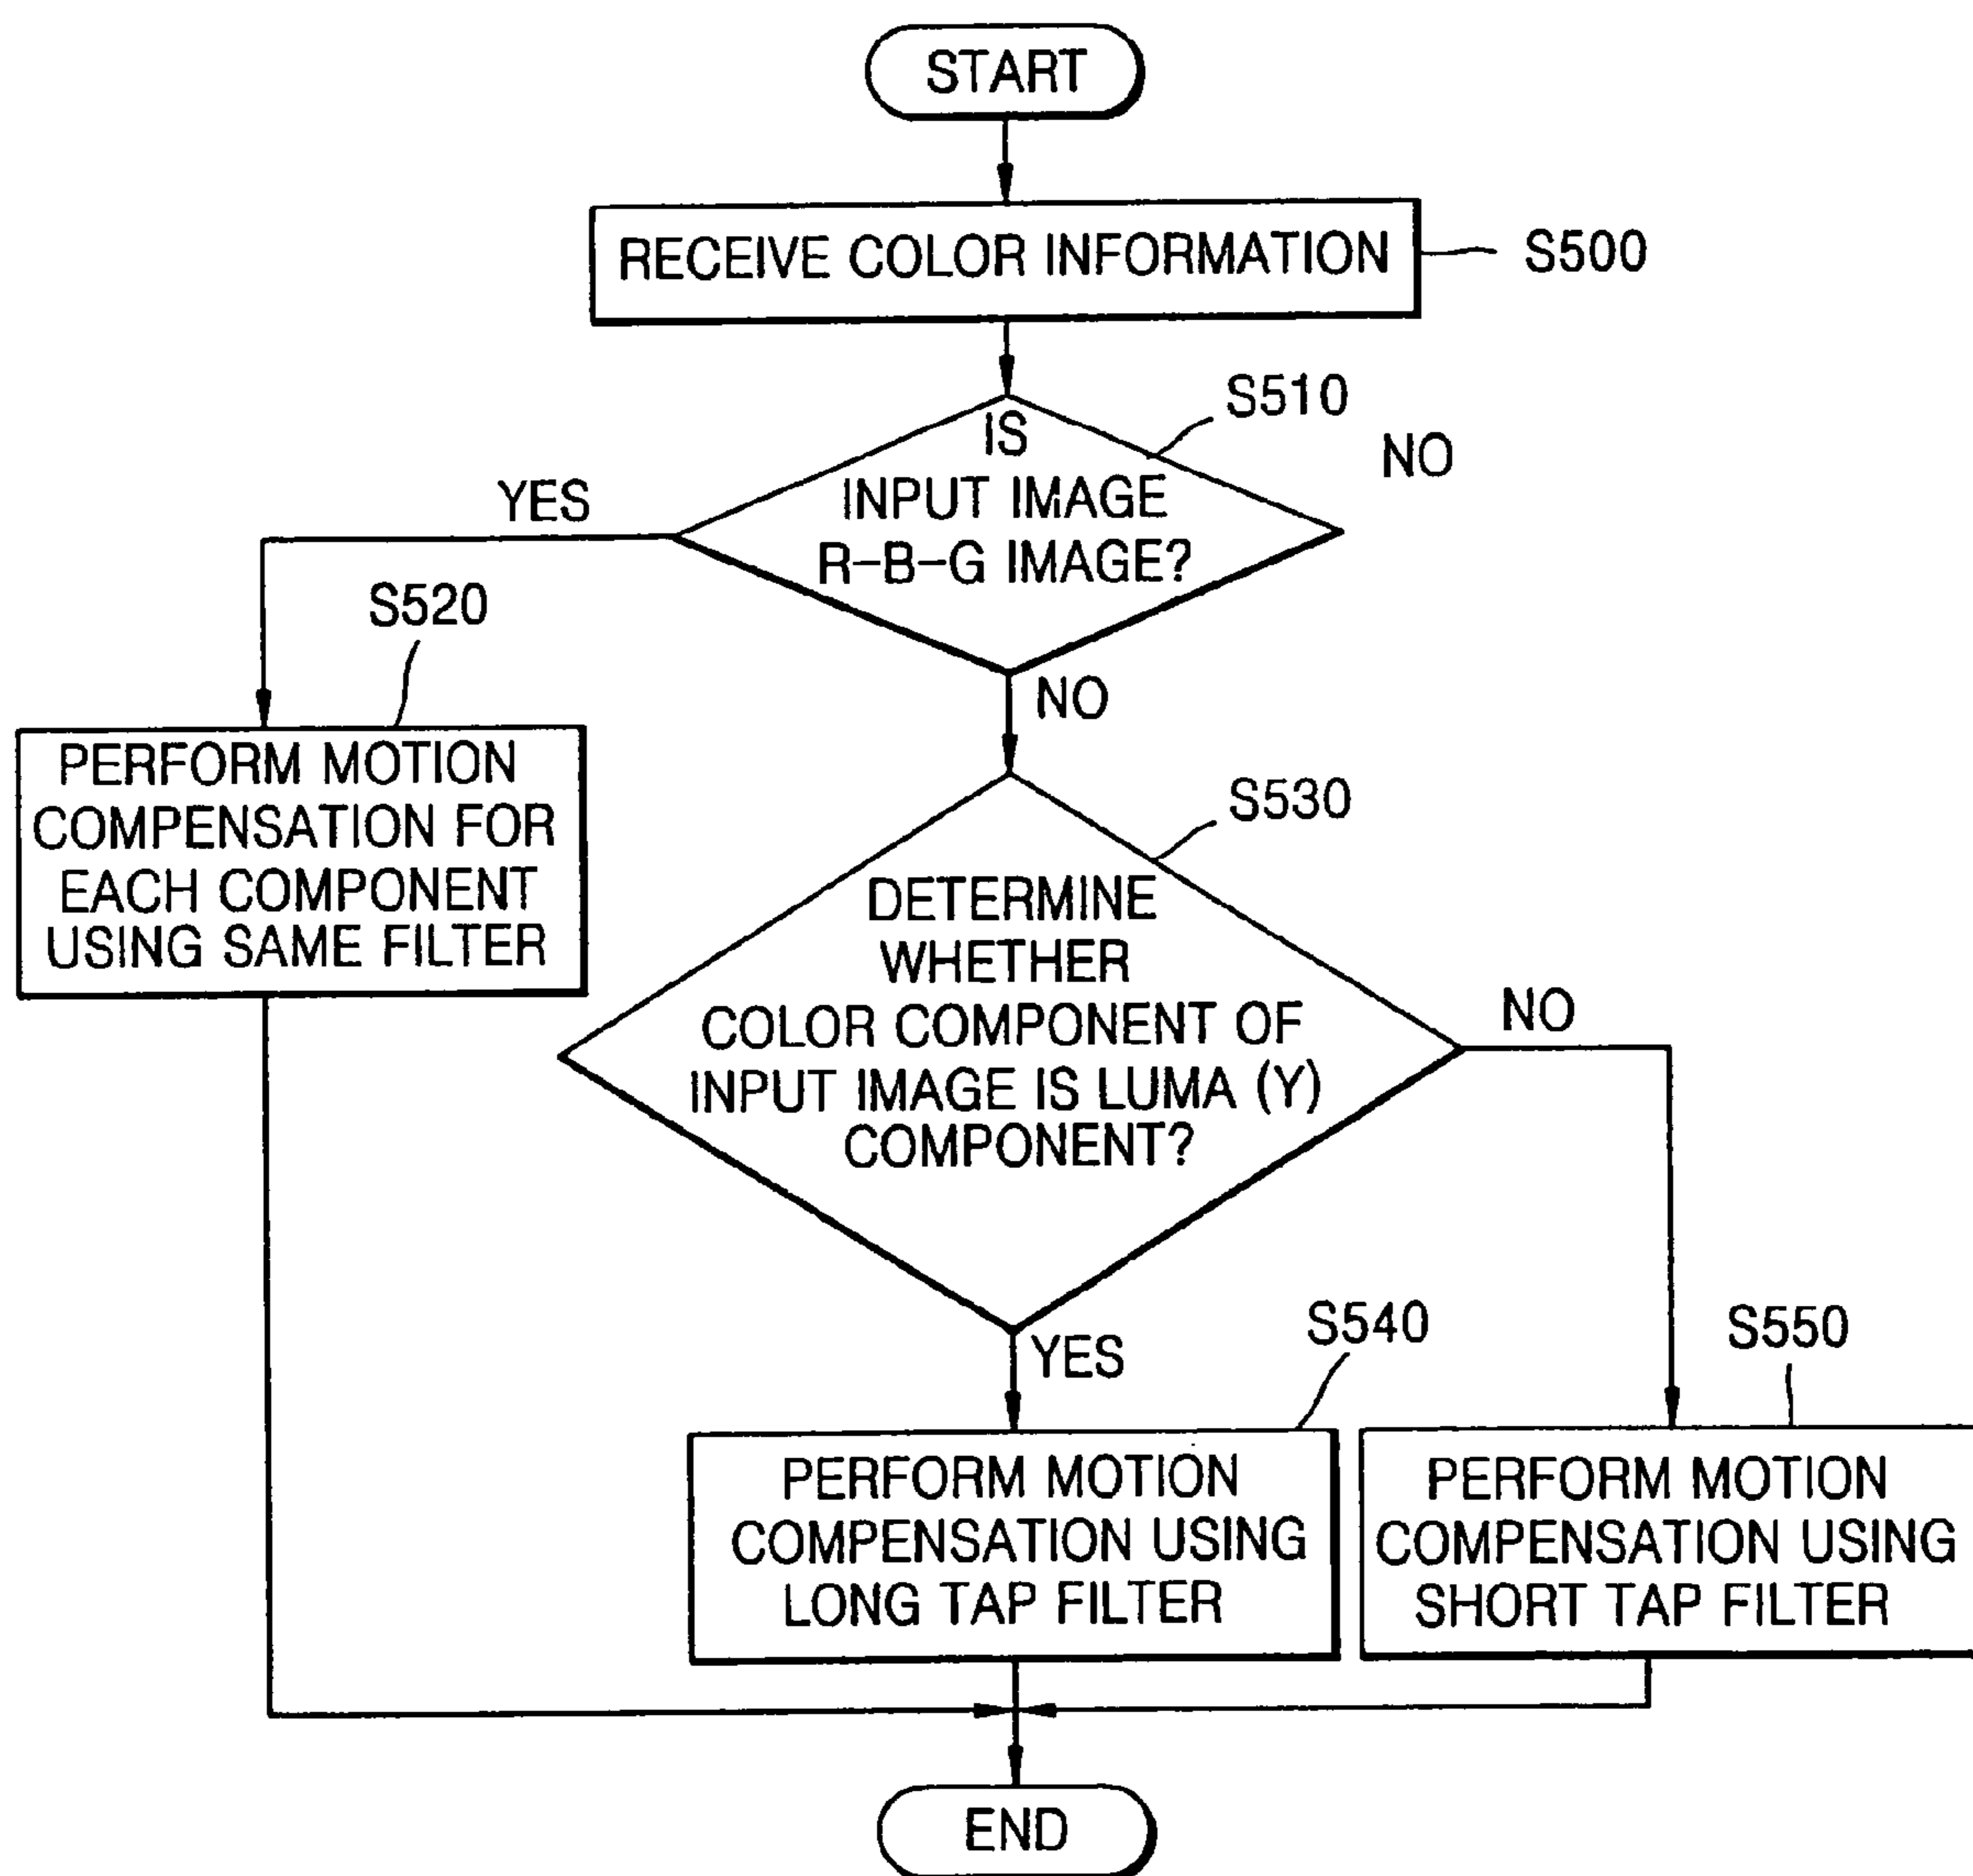 START
RECEIVE COLOR INFORMATION
S500
S510
NO
IS
INPUT IMAGE
R-B-G IMAGE?
YES
S520
NO
PERFORM MOTION
COMPENSATION FOR
EACH COMPONENT
USING SAME FILTER
S530
DETERMINE
WHETHER
COLOR COMPONENT OF
INPUT IMAGE IS LUMA (Y)
COMPONENT?
NO
YES
S540
S550
PERFORM MOTION
COMPENSATION USING
LONG TAP FILTER
PERFORM MOTION
COMPENSATION USING
SHORT TAP FILTER
END